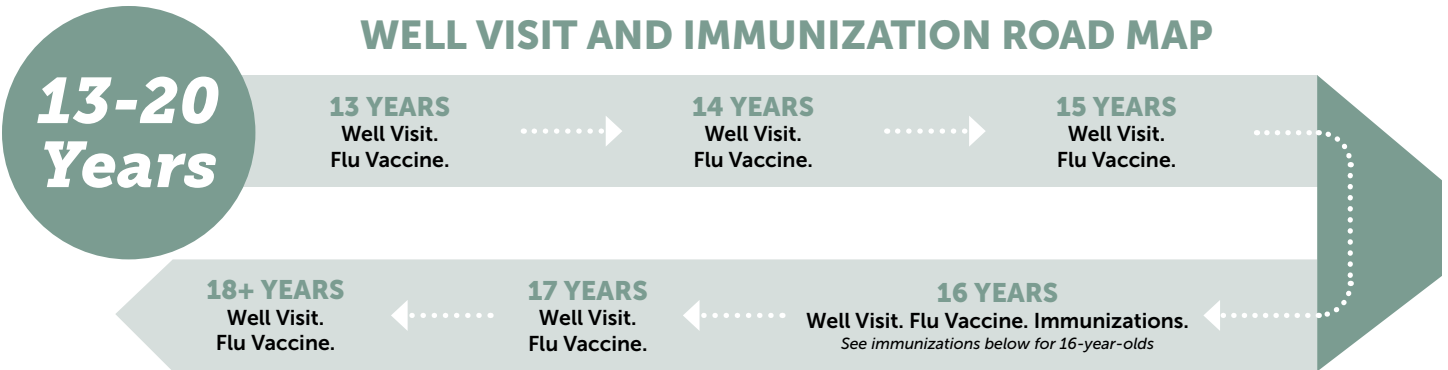 WELL VISIT AND IMMUNIZATION ROAD MAP
13-20
Years
13 YEARS
Well Visit.
Flu Vaccine.
14 YEARS
Well Visit.
Flu Vaccine.
15 YEARS
Well Visit.
Flu Vaccine.
16 YEARS
Well Visit. Flu Vaccine. Immunizations.
See immunizations below for 16-year-olds
17 YEARS
Well Visit.
Flu Vaccine.
18+ YEARS
Well Visit.
Flu Vaccine.